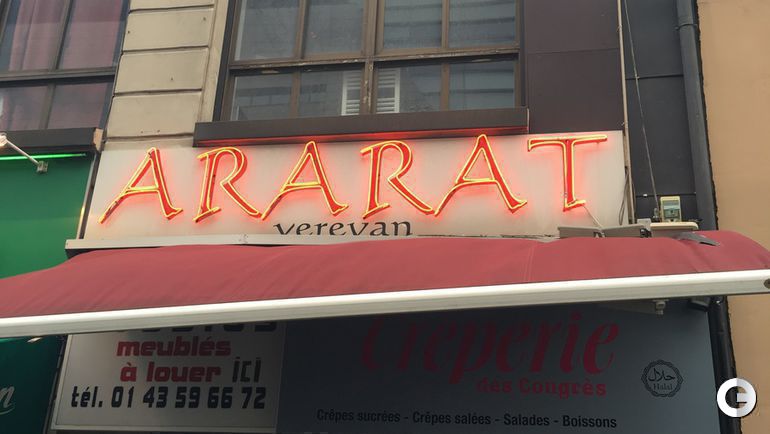 ARARAT
yerevan
meublés
à louer ICI
tél. 01 43 59 66 72
Crêperie
des Congrès
حلال
Halal
Crêpes sucrées - Crêpes salées - Salades - Boissons